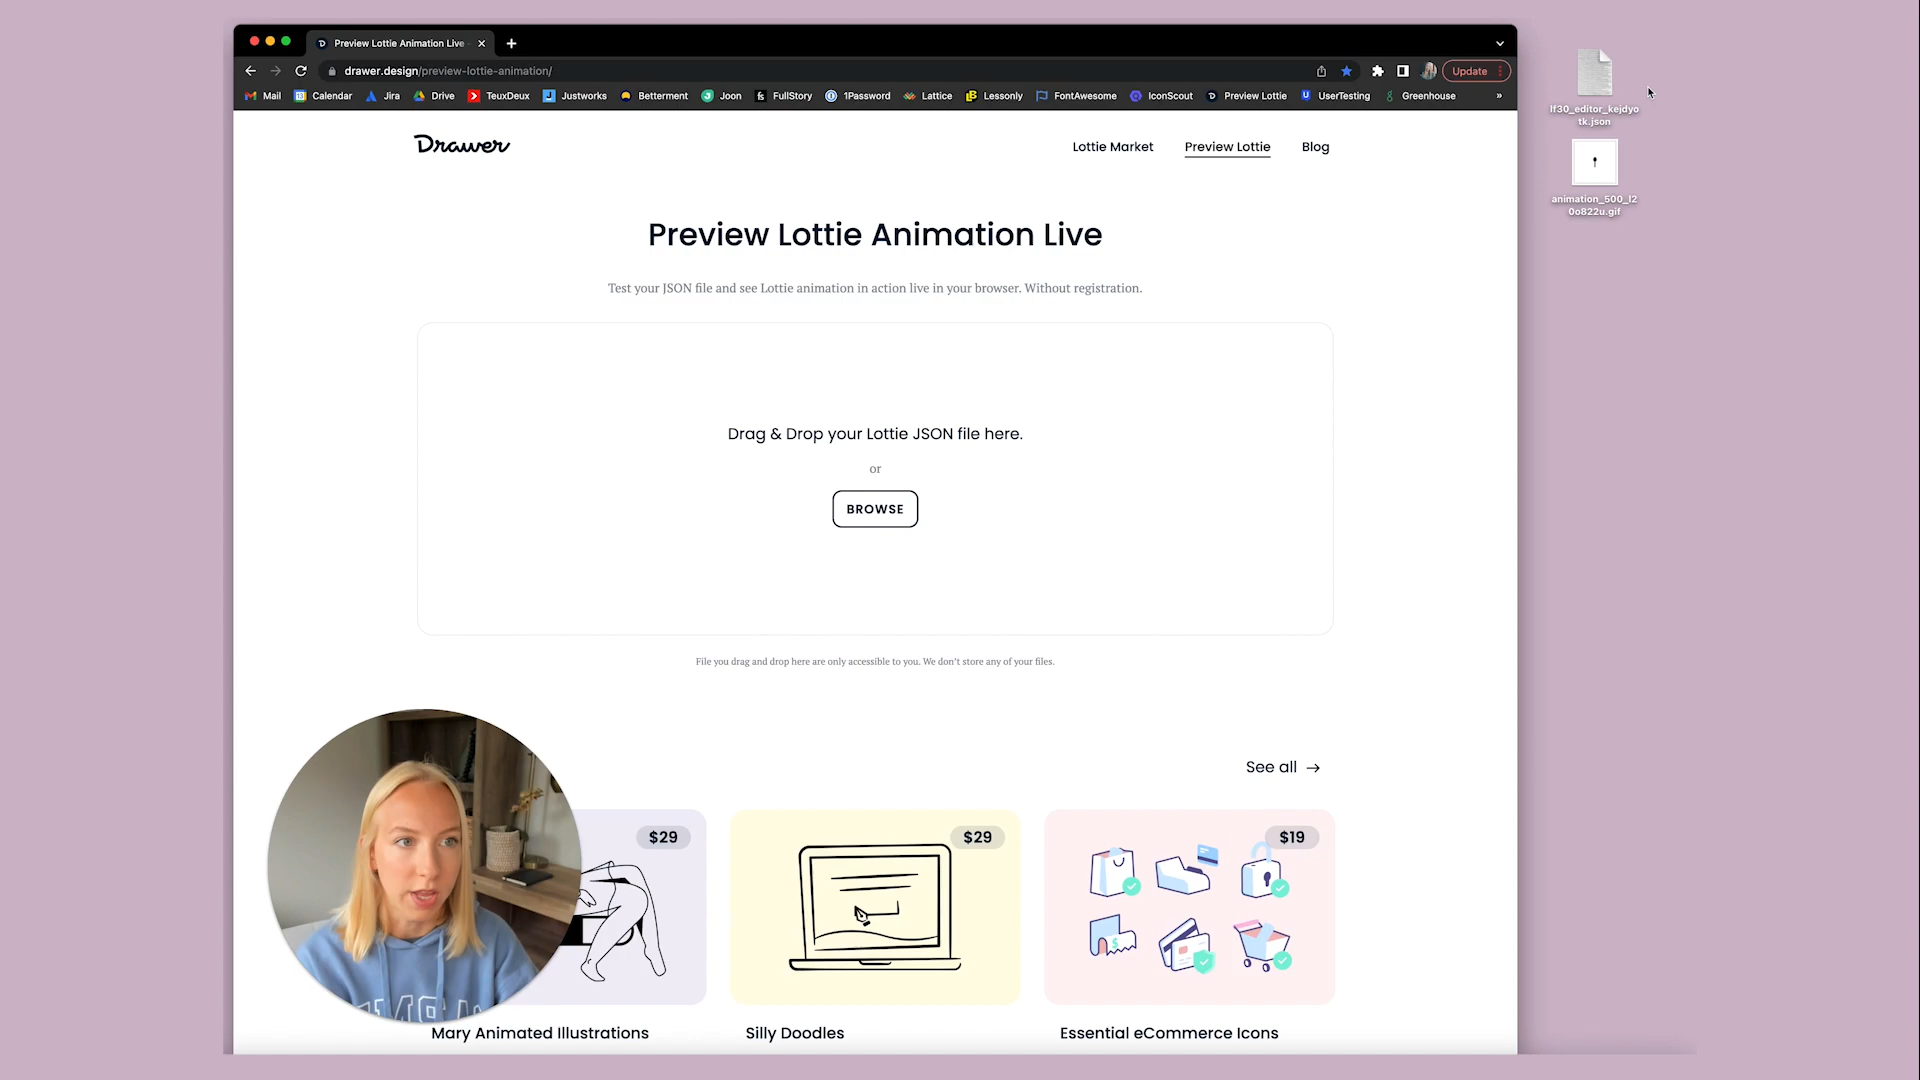 Preview Lottie Animation Live
drawer.design/preview-lottie-animation/
Update
Mail
Calendar
Jira
Drive
TeuxDeux
Justworks
Betterment
Joon
FullStory
1Password
Lattice
Lessonly
FontAwesome
IconScout
Preview Lottie
UserTesting
Greenhouse
»
lf30_editor_kejdyo
tk.json
animation_500_l2
0o822u.gif
Drawer
Lottie Market
Preview Lottie
Blog
Preview Lottie Animation Live
Test your JSON file and see Lottie animation in action live in your browser. Without registration.
Drag & Drop your Lottie JSON file here.
or
BROWSE
File you drag and drop here are only accessible to you. We don't store any of your files.
See all →
$29
$29
$19
Mary Animated Illustrations
Silly Doodles
Essential eCommerce Icons